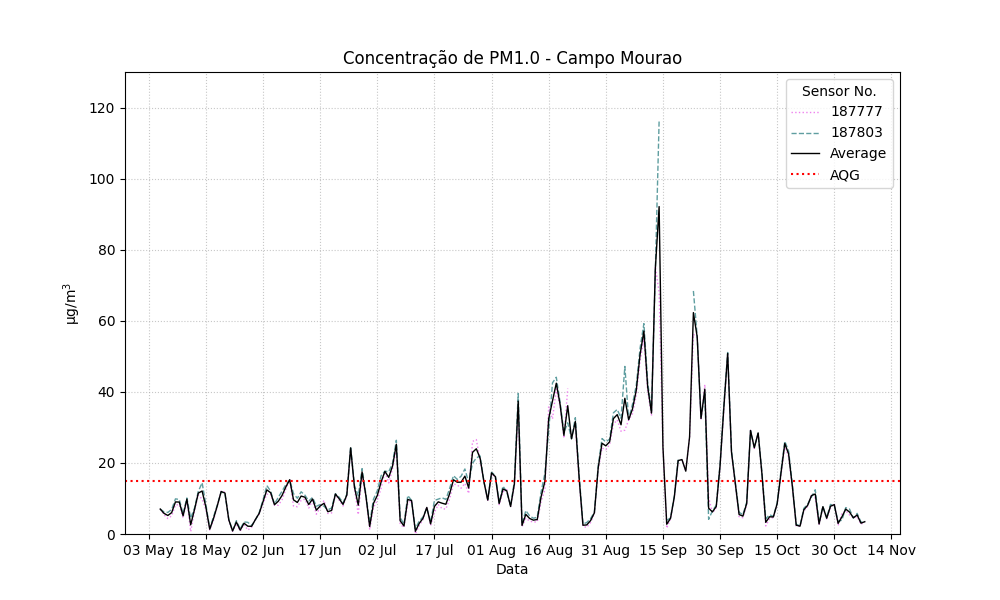 Concentração de PM1.0 - Campo Mourao
Sensor No.
187777
187803
Average
AQG
µg/m³
120
100
80
60
40
20
0
03 May 18 May 02 Jun 17 Jun 02 Jul 17 Jul 01 Aug 16 Aug 31 Aug 15 Sep 30 Sep 15 Oct 30 Oct 14 Nov
Data